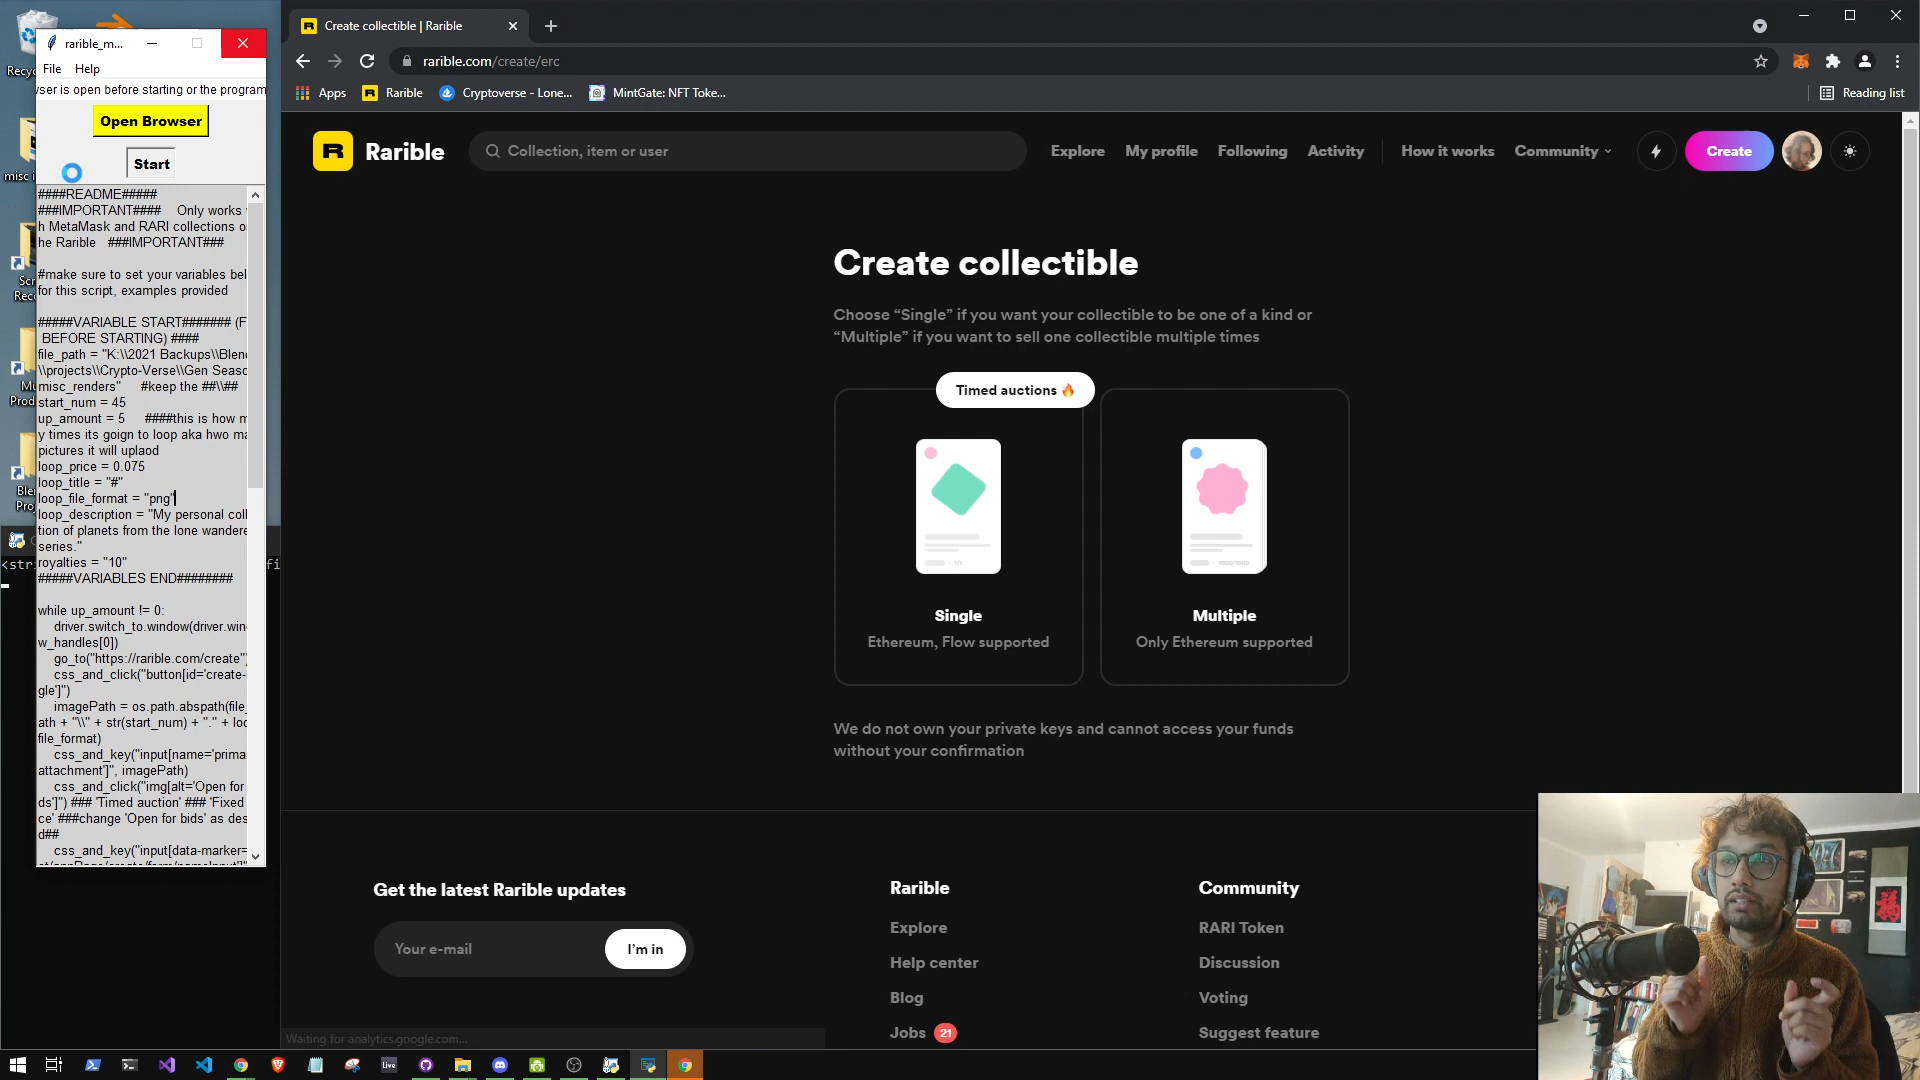 Create collectible | Rarible
rarible_m...
File Help
rarible.com/create/erc
ser is open before starting or the program
Apps Rarible Cryptoverse - Lone... MintGate: NFT Toke... Reading list
Open Browser
Start
Rarible Collection, item or user Explore My profile Following Activity How it works Community Create
####README#####
###IMPORTANT#### Only works
h MetaMask and RARI collections o
he Rarible ###IMPORTANT###
#make sure to set your variables bel
for this script, examples provided
#####VARIABLE START####### (F
BEFORE STARTING) ####
file_path = "K:\\2021 Backups\\Blen
\\projects\\Crypto-Verse\\Gen Seaso
misc_renders" #keep the ##\\##
start_num = 45
up_amount = 5 ####this is how m
y times its goign to loop aka hwo ma
pictures it will uplaod
loop_price = 0.075
loop_title = "#"
loop_file_format = "png"
loop_description = "My personal coll
tion of planets from the lone wandere
series."
royalties = "10"
#####VARIABLES END########
while up_amount != 0:
driver.switch_to.window(driver.win
w_handles[0])
go_to("https://rarible.com/create"
css_and_click("button[id='create-
gle']")
imagePath = os.path.abspath(file_
ath + "\\" + str(start_num) + "." + loo
file_format)
css_and_key("input[name='prima
attachment']", imagePath)
css_and_click("img[alt='Open for
ds']") ### 'Timed auction' ### 'Fixed
ce' ###change 'Open for bids' as des
d##
css_and_key("input[data-marker=
Create collectible
Choose “Single” if you want your collectible to be one of a kind or
“Multiple” if you want to sell one collectible multiple times
Timed auctions 🔥
Single
Ethereum, Flow supported
Multiple
Only Ethereum supported
We do not own your private keys and cannot access your funds
without your confirmation
Get the latest Rarible updates
Your e-mail I'm in
Rarible
Explore
Help center
Blog
Jobs 21
Community
RARI Token
Discussion
Voting
Suggest feature
Waiting for analytics.google.com...
Live
福